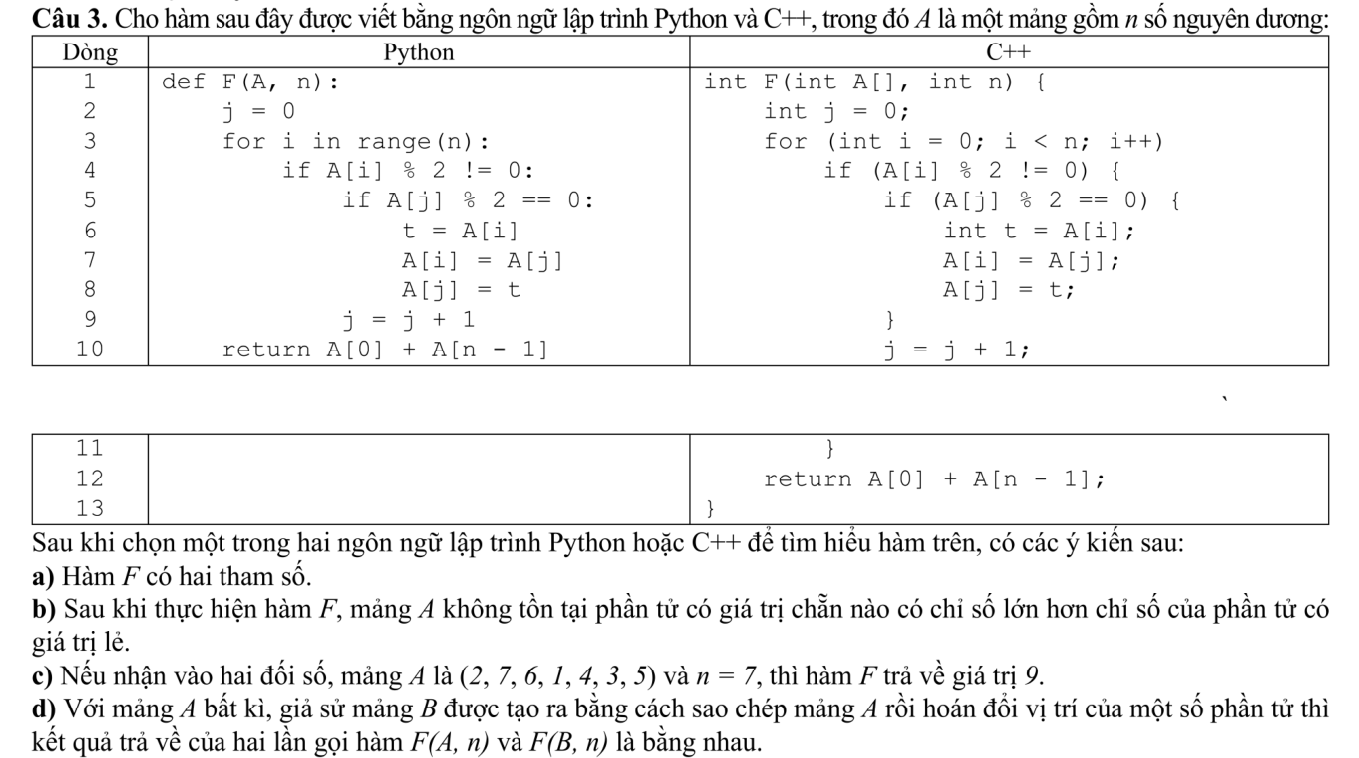 Câu 3. Cho hàm sau đây được viết bằng ngôn ngữ lập trình Python và C++, trong đó A là một mảng gồm n số nguyên dương:
Dòng Python C++
1 def F(A, n): int F(int A[], int n) {
2 j = 0 int j = 0;
3 for i in range(n): for (int i = 0; i < n; i++)
4 if A[i] % 2 != 0: if (A[i] % 2 != 0) {
5 if A[j] % 2 == 0: if (A[j] % 2 == 0) {
6 t = A[i] int t = A[i];
7 A[i] = A[j] A[i] = A[j];
8 A[j] = t A[j] = t;
9 j = j + 1 }
10 return A[0] + A[n - 1] j = j + 1;
11 }
12 return A[0] + A[n - 1];
13 }
Sau khi chọn một trong hai ngôn ngữ lập trình Python hoặc C++ để tìm hiểu hàm trên, có các ý kiến sau:
a) Hàm F có hai tham số.
b) Sau khi thực hiện hàm F, mảng A không tồn tại phần tử có giá trị chẵn nào có chỉ số lớn hơn chỉ số của phần tử có
giá trị lẻ.
c) Nếu nhận vào hai đối số, mảng A là (2, 7, 6, 1, 4, 3, 5) và n = 7, thì hàm F trả về giá trị 9.
d) Với mảng A bất kì, giả sử mảng B được tạo ra bằng cách sao chép mảng A rồi hoán đổi vị trí của một số phần tử thì
kết quả trả về của hai lần gọi hàm F(A, n) và F(B, n) là bằng nhau.